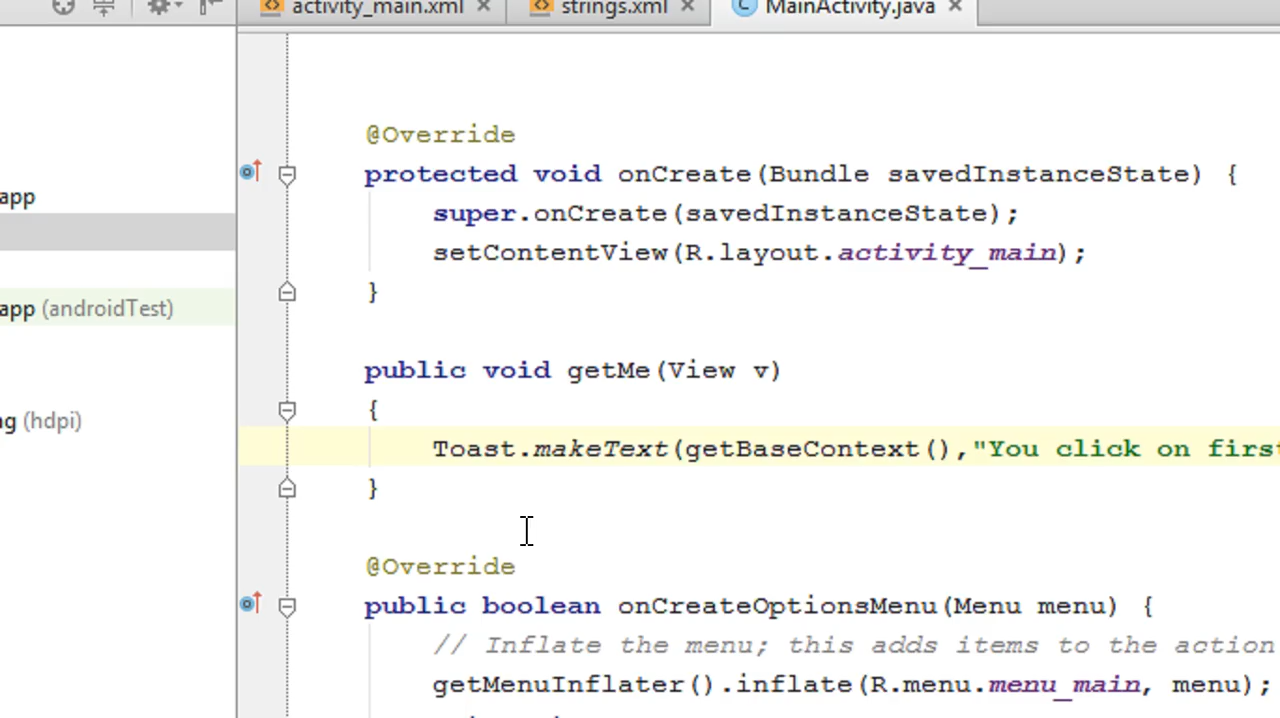 activity_main.xml strings.xml MainActivity.java
@Override
protected void onCreate(Bundle savedInstanceState) {
super.onCreate(savedInstanceState);
setContentView(R.layout.activity_main);
}
public void getMe(View v)
{
Toast.makeText(getBaseContext(),"You click on first
}
@Override
public boolean onCreateOptionsMenu(Menu menu) {
// Inflate the menu; this adds items to the action
getMenuInflater().inflate(R.menu.menu_main, menu);
app
app (androidTest)
g (hdpi)